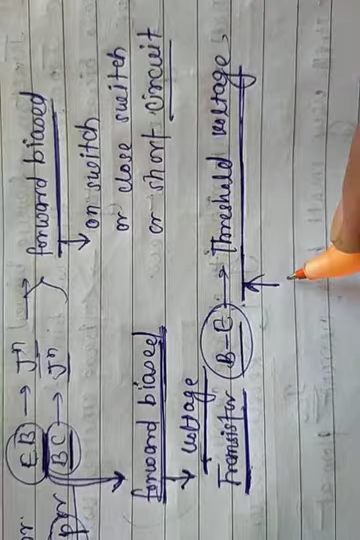 EB → Jⁿ → forward biased
BC → Jⁿ
on switch
or close switch
or short circuit
forward biased
↓ voltage
Transistor B-E → Threshold voltage